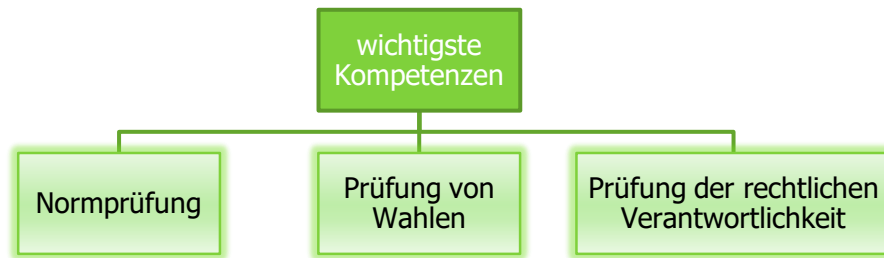 wichtigste
Kompetenzen
Normprüfung
Prüfung von
Wahlen
Prüfung der rechtlichen
Verantwortlichkeit